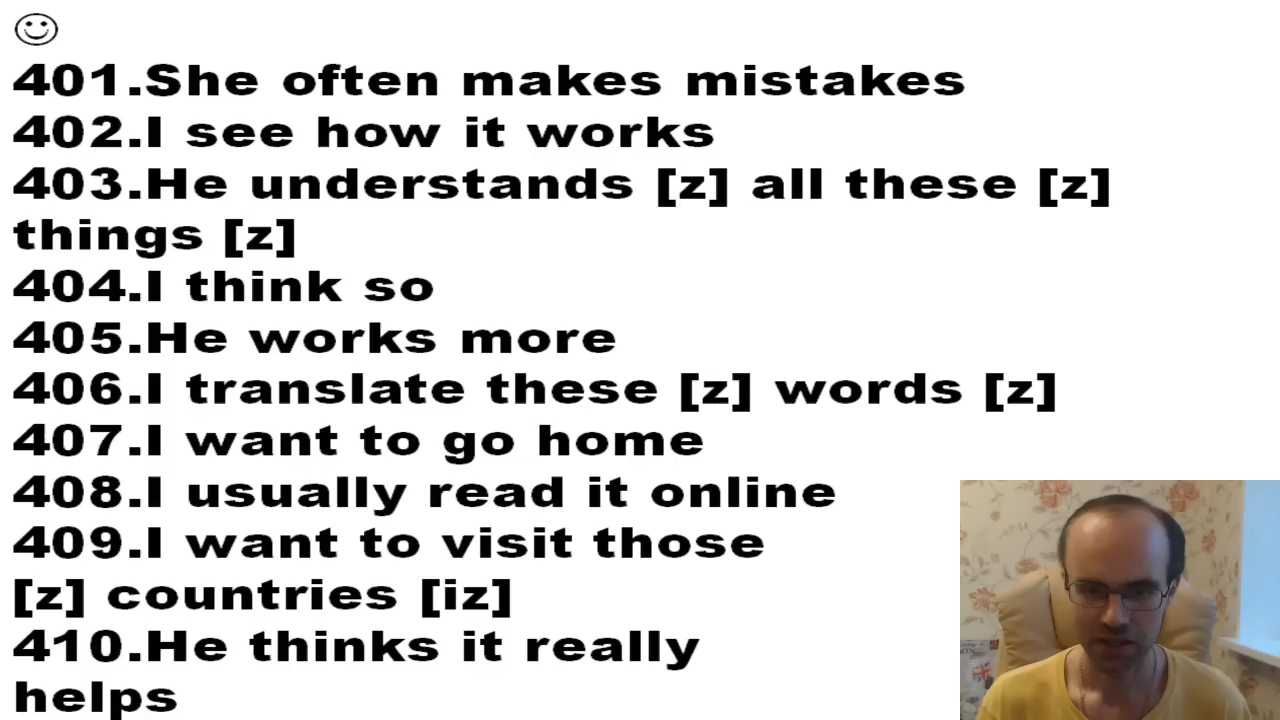 401.She often makes mistakes
402.I see how it works
403.He understands [z] all these [z]
things [z]
404.I think so
405.He works more
406.I translate these [z] words [z]
407.I want to go home
408.I usually read it online
409.I want to visit those
[z] countries [iz]
410.He thinks it really
helps